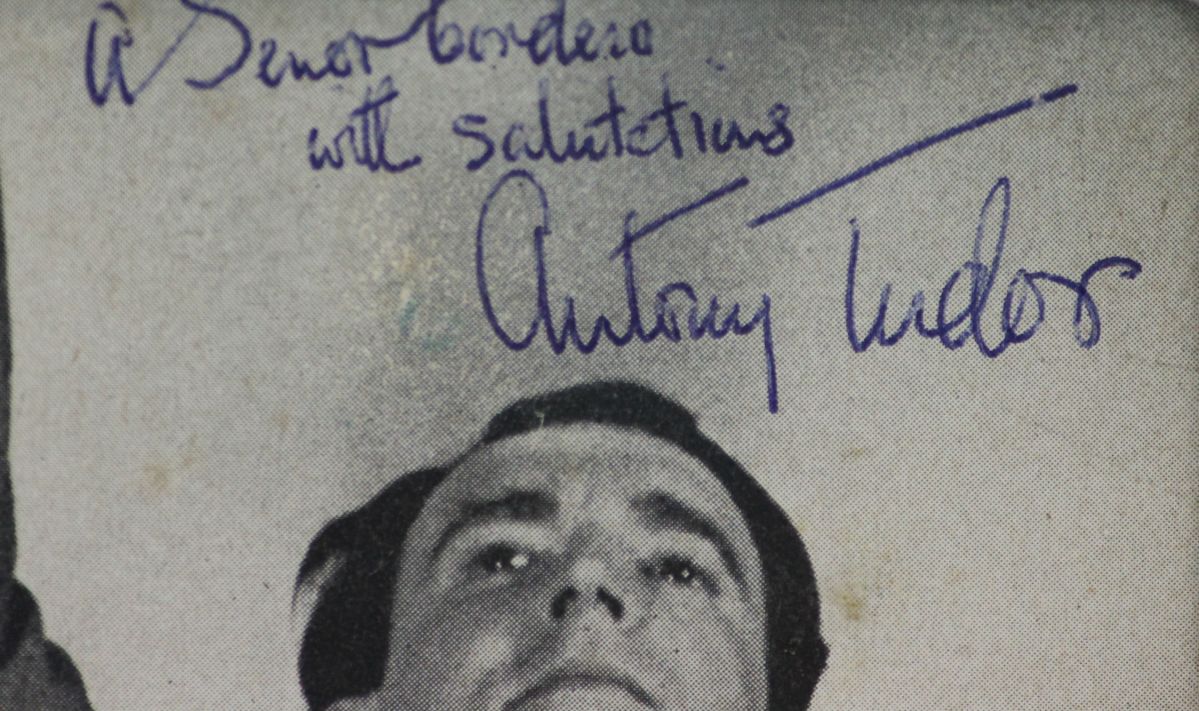 A Senor Cordero
with salutations
Antony Tudor